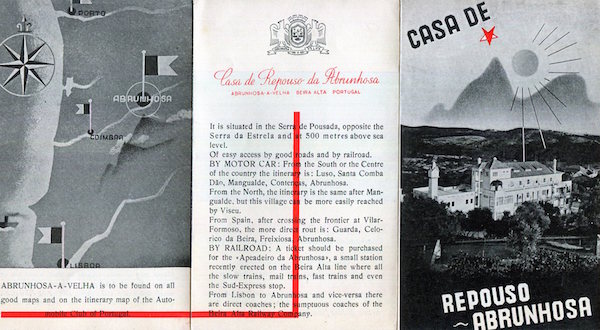 PORTO
ABRUNHOSA
COIMBRA
LISBOA
ABRUNHOSA-A-VELHA is to be found on all
good maps and on the itinerary map of the Auto-
mobile Club of Portugal.
Casa de Repouso da Abrunhosa
ABRUNHOSA-A-VELHA BEIRA ALTA PORTUGAL
It is situated in the Serra de Pousada, opposite the
Serra da Estrela and at 500 metres above sea
level.
Of easy access by good roads and by railroad.
BY MOTOR CAR: From the South or the Centre
of the country the itinerary is: Luso, Santa Comba
Dão, Mangualde, Contenças, Abrunhosa.
From the North, the itinerary is the same after Man-
gualde, but this village can be more easily reached
by Viseu.
From Spain, after crossing the frontier at Vilar-
Formoso, the more direct route is: Guarda, Celo-
rico da Beira, Freixiosa, Abrunhosa.
BY RAILROAD: A ticket should be purchased
for the «Apeadeiro da Abrunhosa», a small station
recently erected on the Beira Alta line where all
the slow trains, mail trains, fast trains and even
the Sud-Express stop.
From Lisbon to Abrunhosa and vice-versa there
are direct coaches; the sumptuous coaches of the
Beira Alta Railway Company.
CASA DE
REPOUSO
~ABRUNHOSA